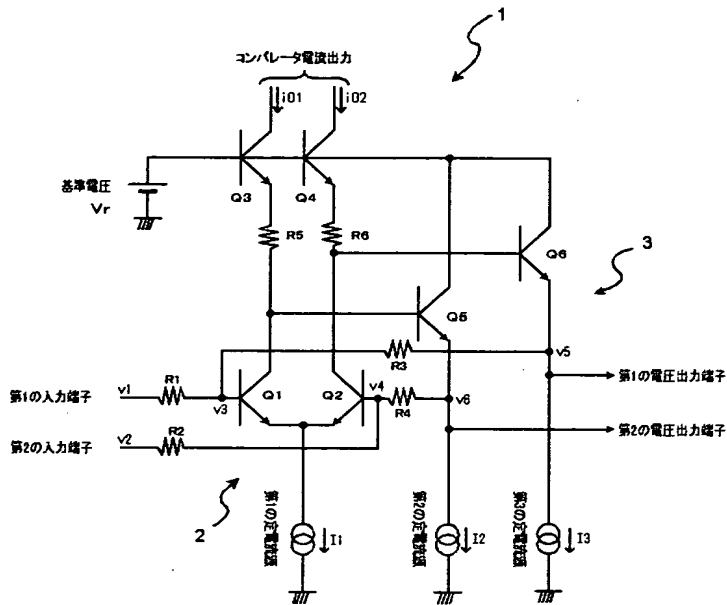 1
コンパレータ電流出力
i01
i02
基準電圧
Vr
Q3
Q4
R5
R6
Q6
3
Q5
R3
v5
第1の入力端子
v1
R1
v3
Q1
Q2
v4
R4
v6
第1の電圧出力端子
第2の入力端子
v2
R2
第2の電圧出力端子
2
第1の定電流源
I1
第2の定電流源
I2
第3の定電流源
I3